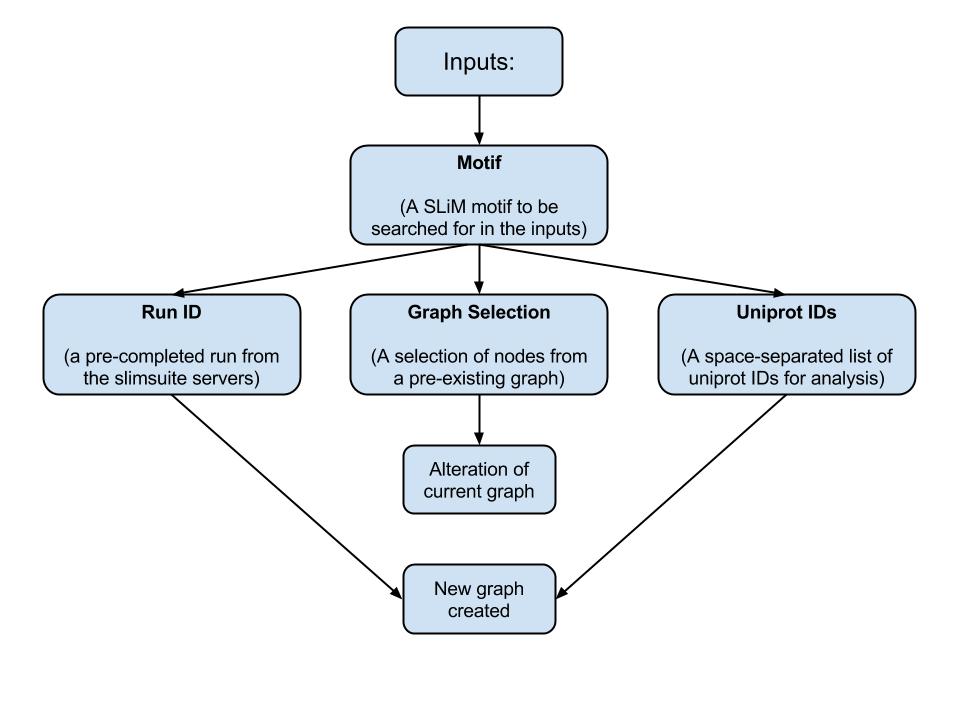 Inputs:
Motif
(A SLiM motif to be
searched for in the inputs)
Run ID
(a pre-completed run from
the slimsuite servers)
Graph Selection
(A selection of nodes from
a pre-existing graph)
Uniprot IDs
(A space-separated list of
uniprot IDs for analysis)
Alteration of
current graph
New graph
created